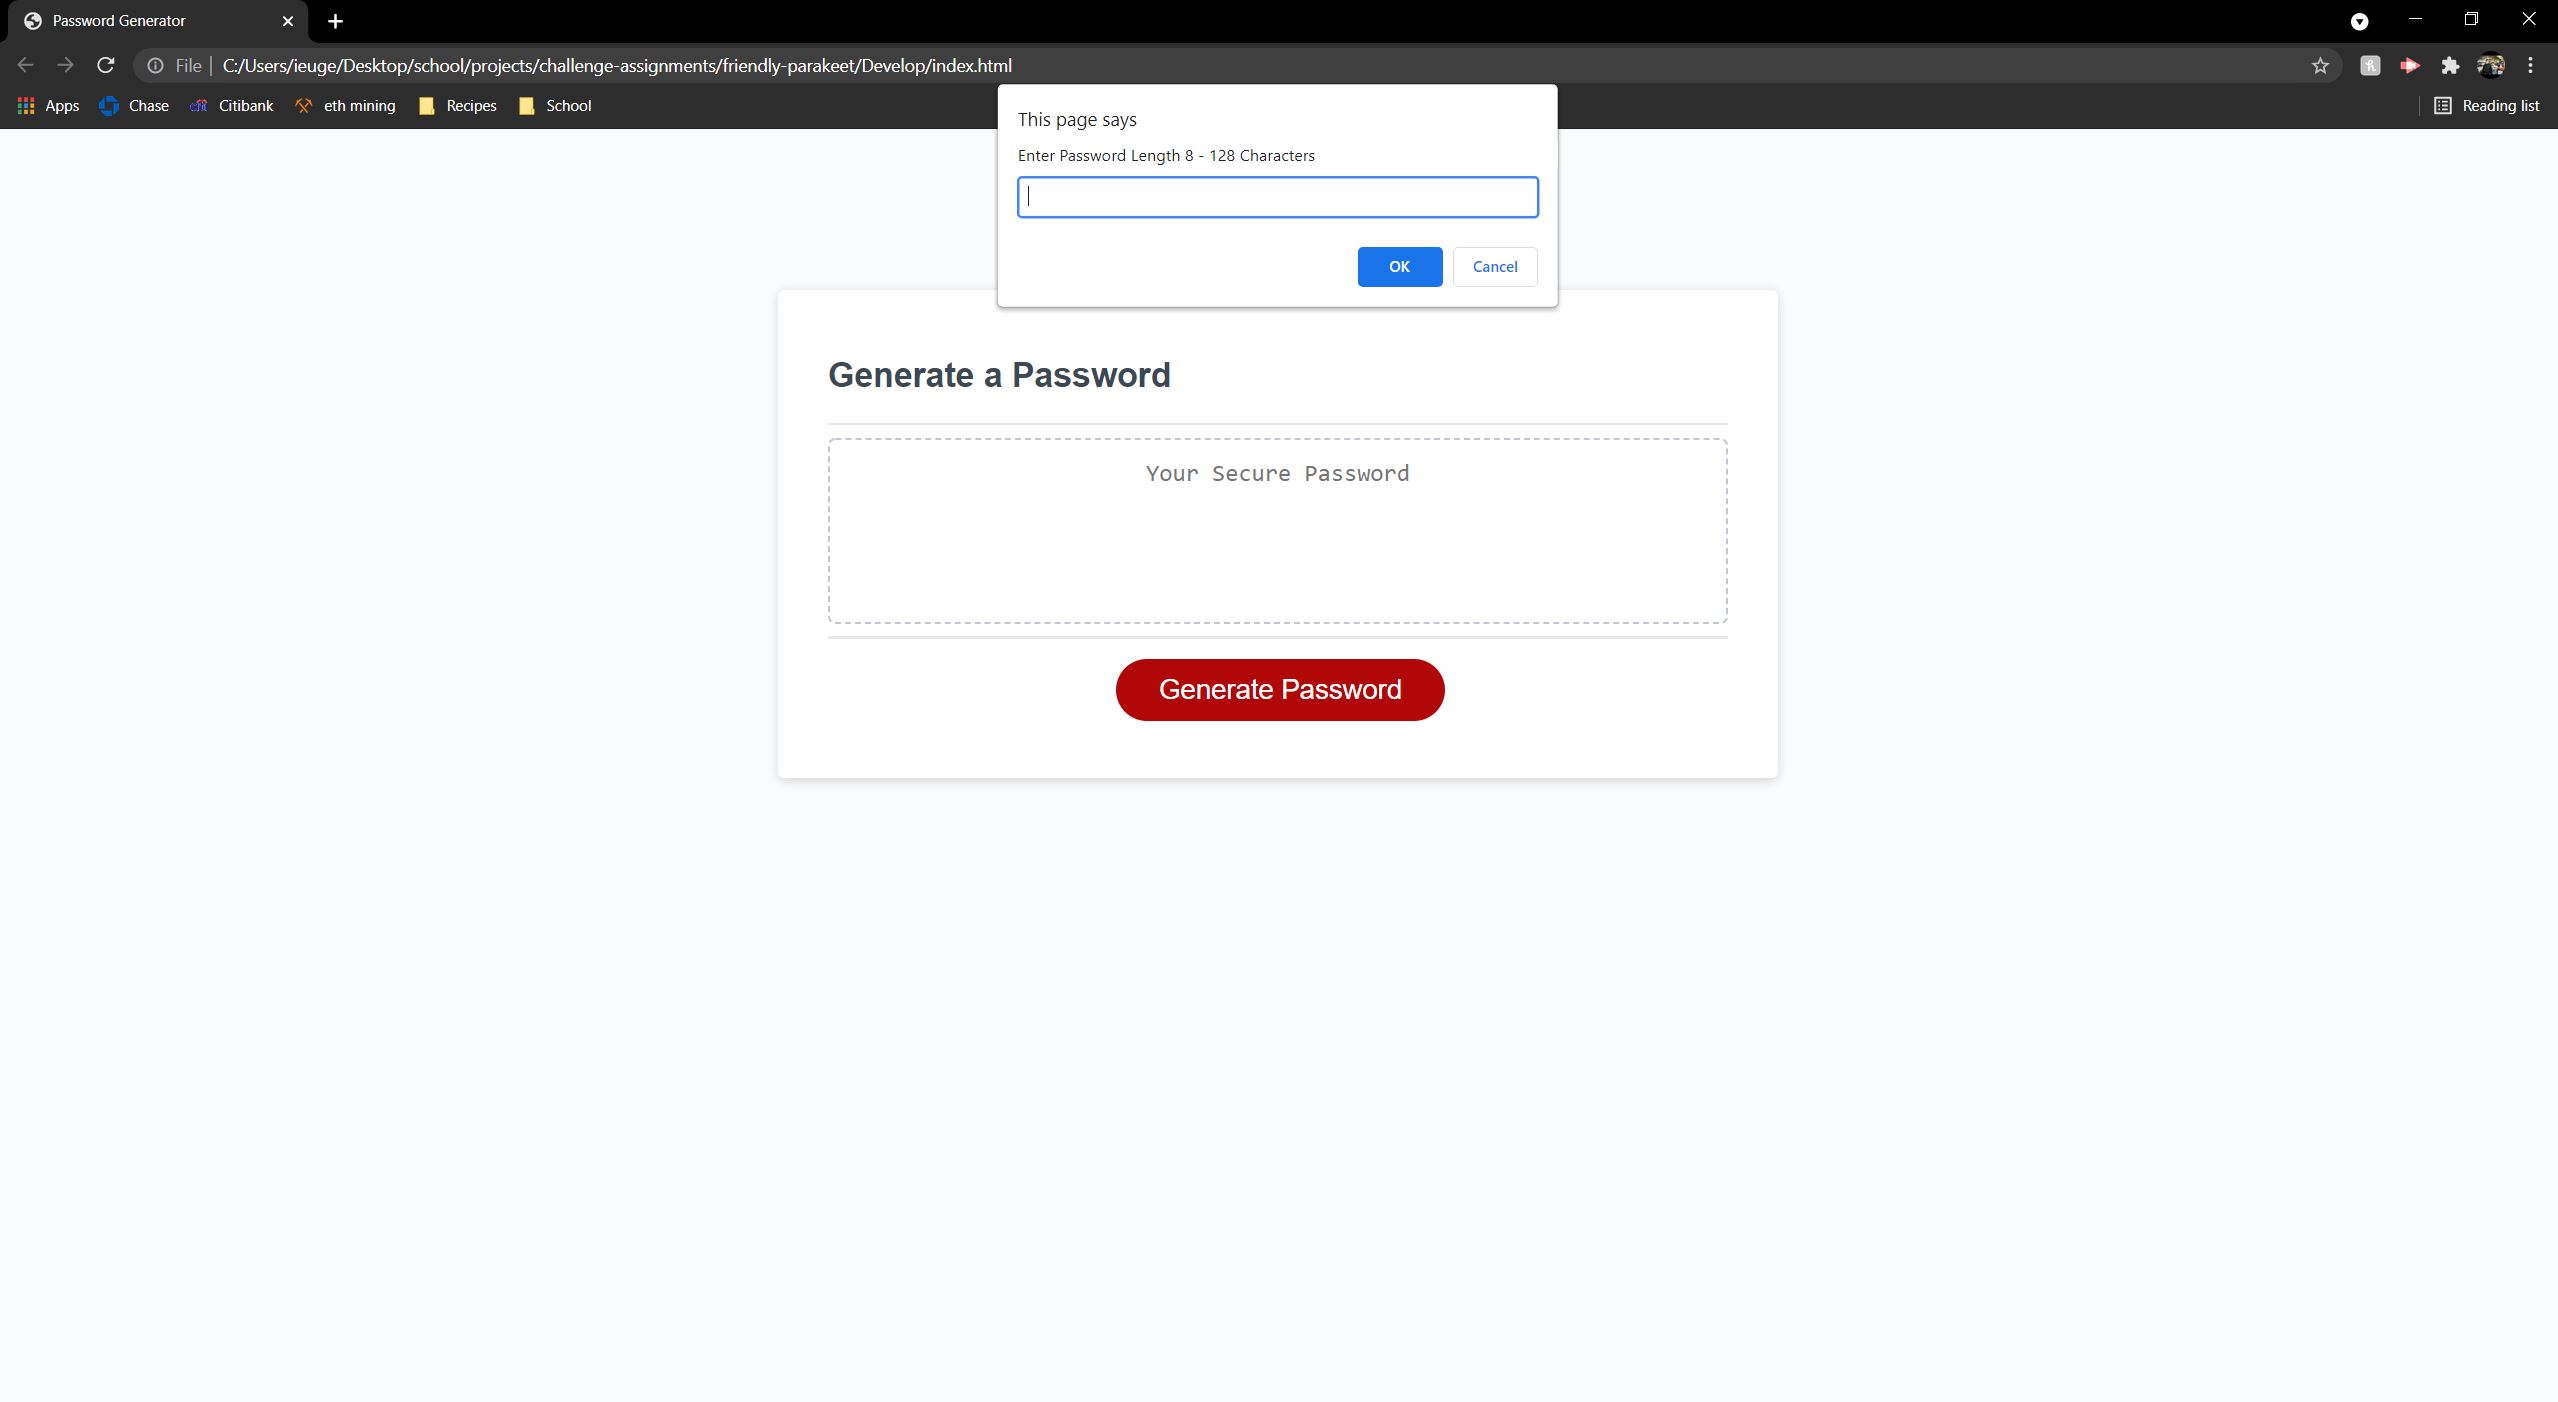 Password Generator
File | C:/Users/ieuge/Desktop/school/projects/challenge-assignments/friendly-parakeet/Develop/index.html
Apps Chase Citibank eth mining Recipes School Reading list
This page says
Enter Password Length 8 - 128 Characters
OK Cancel
Generate a Password
Your Secure Password
Generate Password